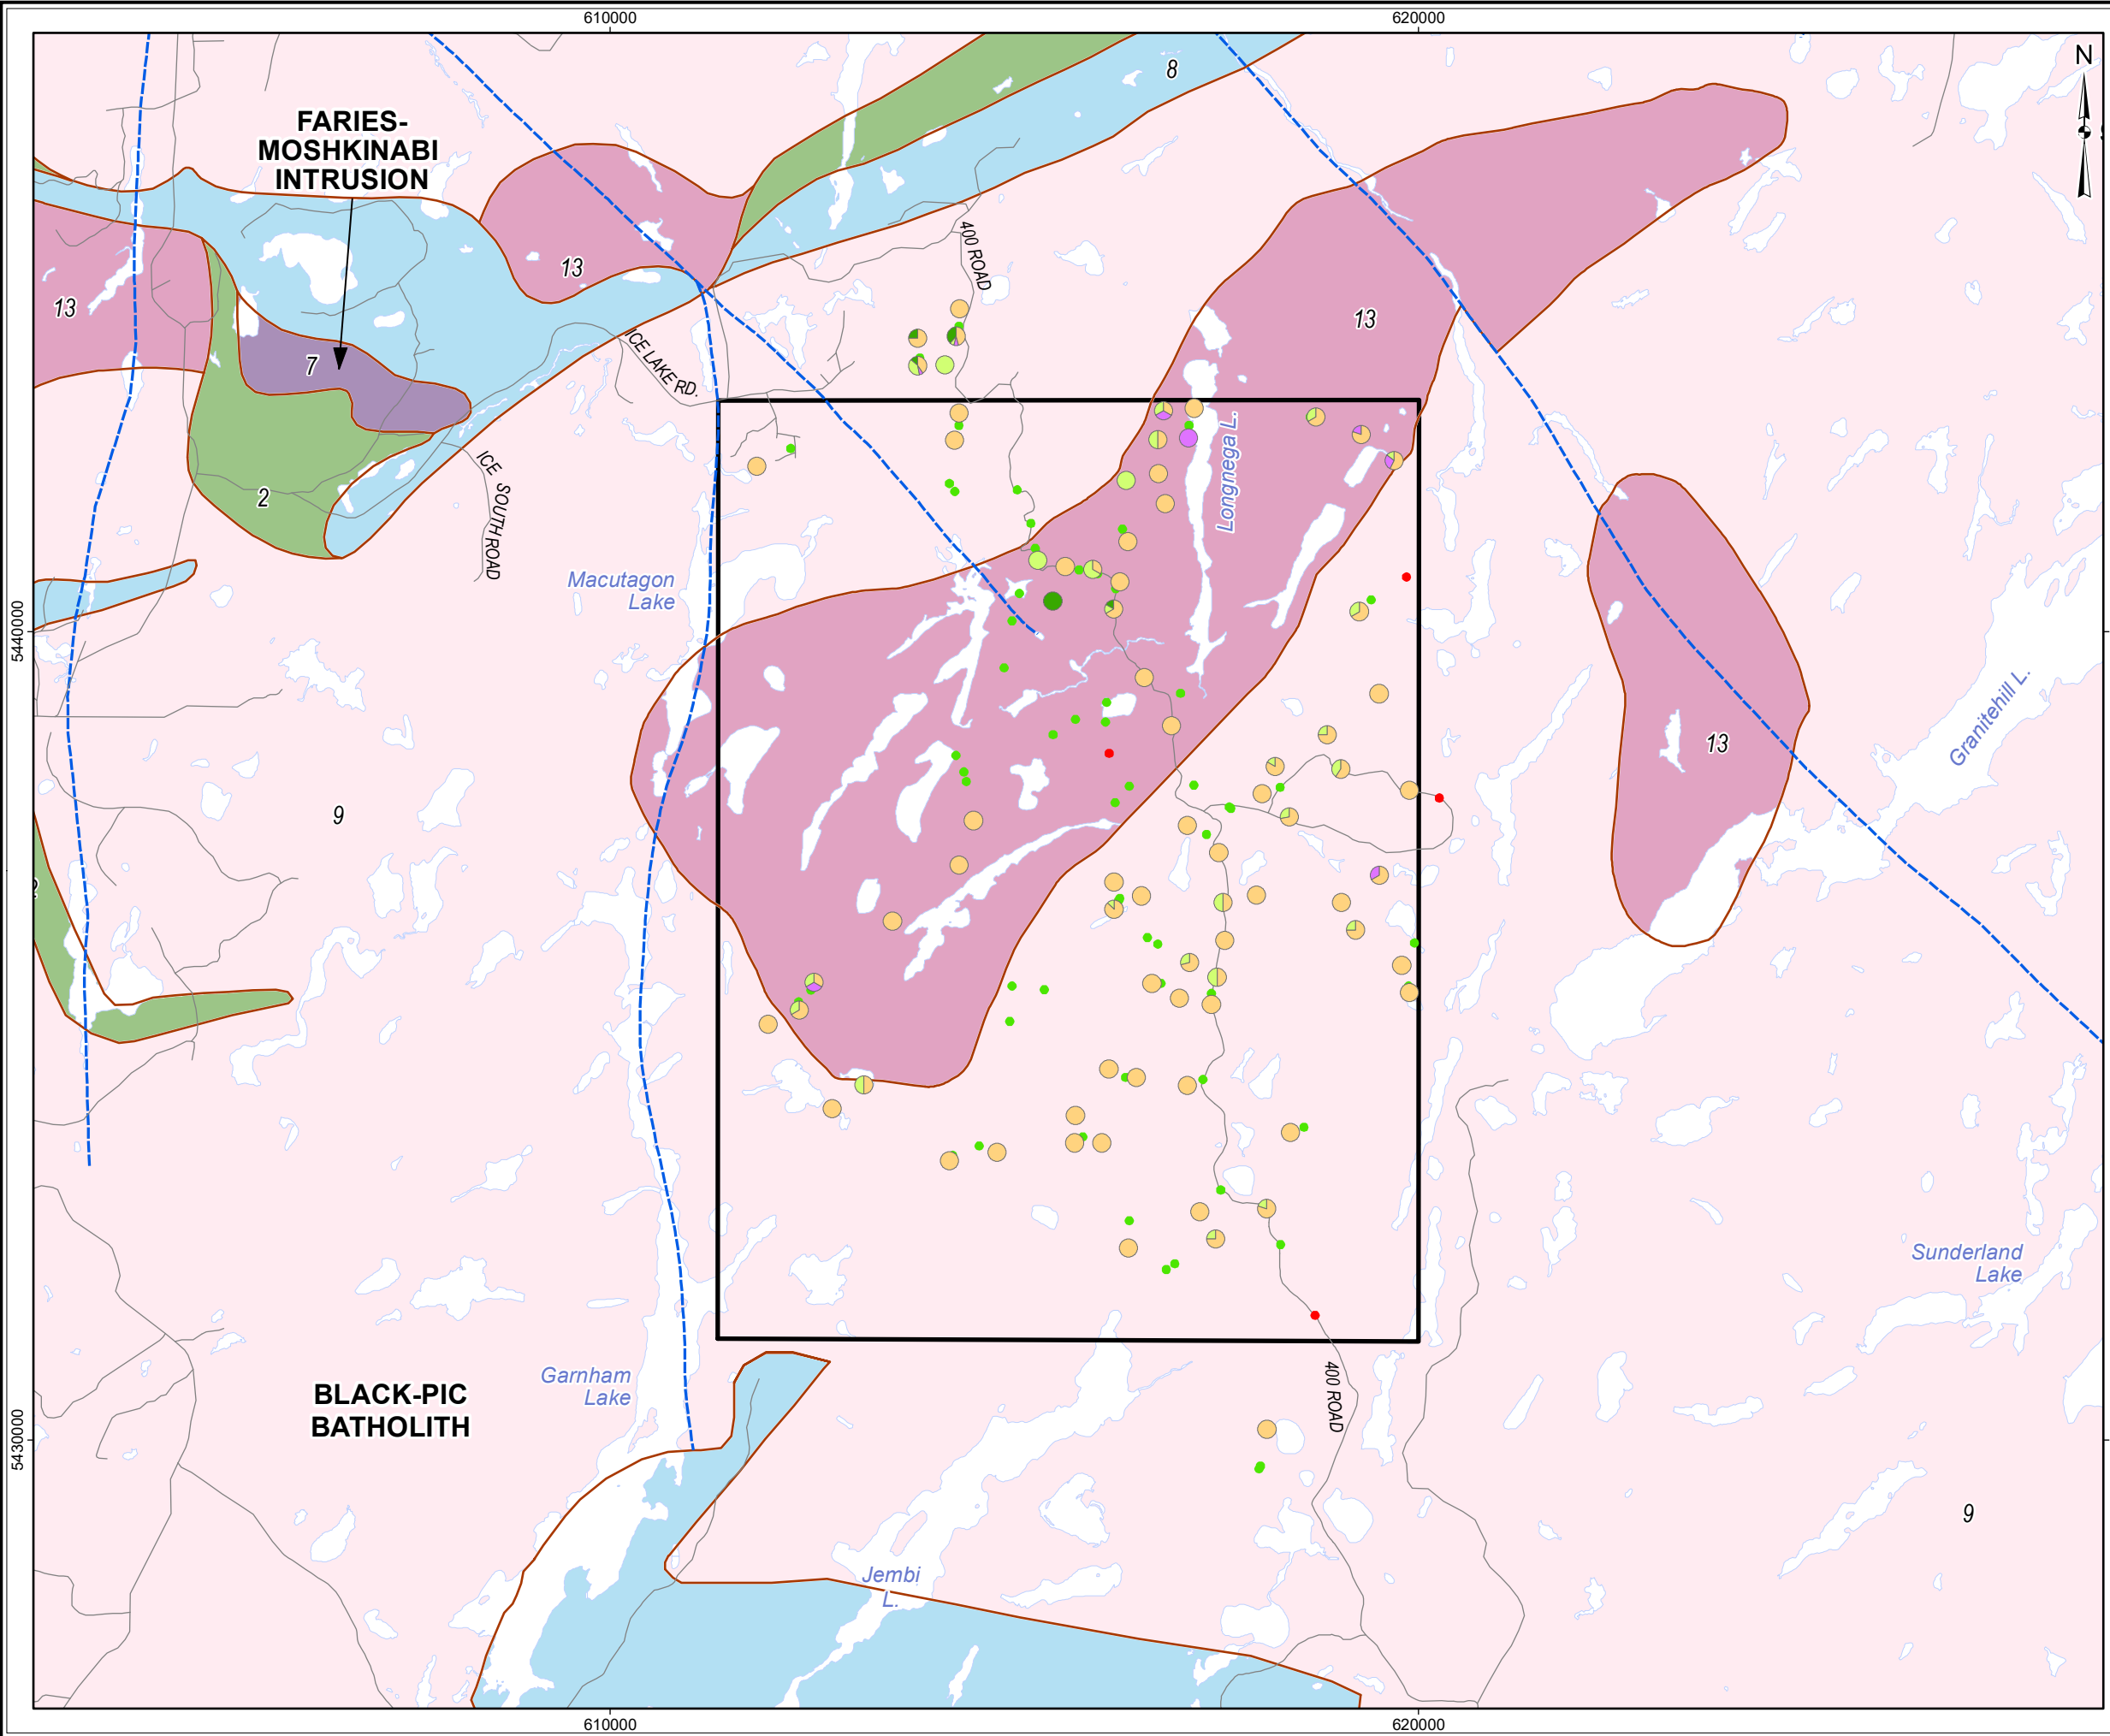 610000
620000
N
8
FARIES-
MOSHKINABI
INTRUSION
400 ROAD
13
13
13
ICE LAKE RD.
7
Longnega L.
ICE SOUTH ROAD
2
Macutagon
Lake
5440000
Granitehill L.
13
9
Sunderland
Lake
Garnham
Lake
400 ROAD
BLACK-PIC
BATHOLITH
5430000
9
Jembi
L.
610000
620000